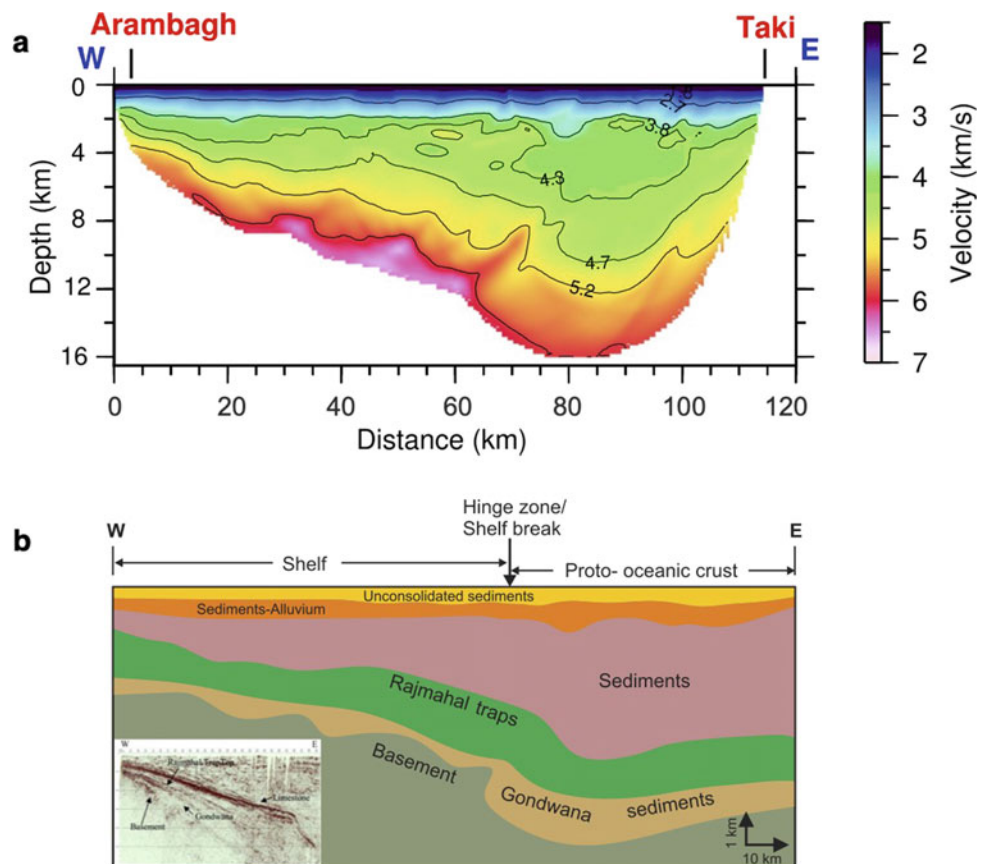 a
Arambagh
Taki
W
E
0
4
8
12
16
Depth (km)
2.7
3.8
4.3
4.7
5.2
0 20 40 60 80 100 120
Distance (km)
2
3
4
5
6
7
Velocity (km/s)
b
Hinge zone/
Shelf break
W
E
Shelf
Proto- oceanic crust
Unconsolidated sediments
Sediments-Alluvium
Sediments
Rajmahal traps
Basement
Gondwana sediments
W E
Limestone
Gondwana
Basement
1 km
10 km